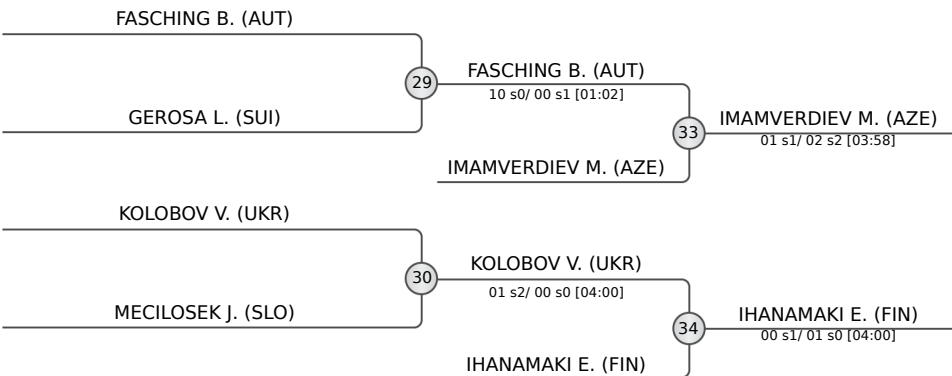 FASCHING B. (AUT)
29
FASCHING B. (AUT)
10 s0/ 00 s1 [01:02]
GEROSA L. (SUI)
33
IMAMVERDIEV M. (AZE)
01 s1/ 02 s2 [03:58]
IMAMVERDIEV M. (AZE)
KOLOBOV V. (UKR)
30
KOLOBOV V. (UKR)
01 s2/ 00 s0 [04:00]
MECILOSEK J. (SLO)
34
IHANAMAKI E. (FIN)
00 s1/ 01 s0 [04:00]
IHANAMAKI E. (FIN)